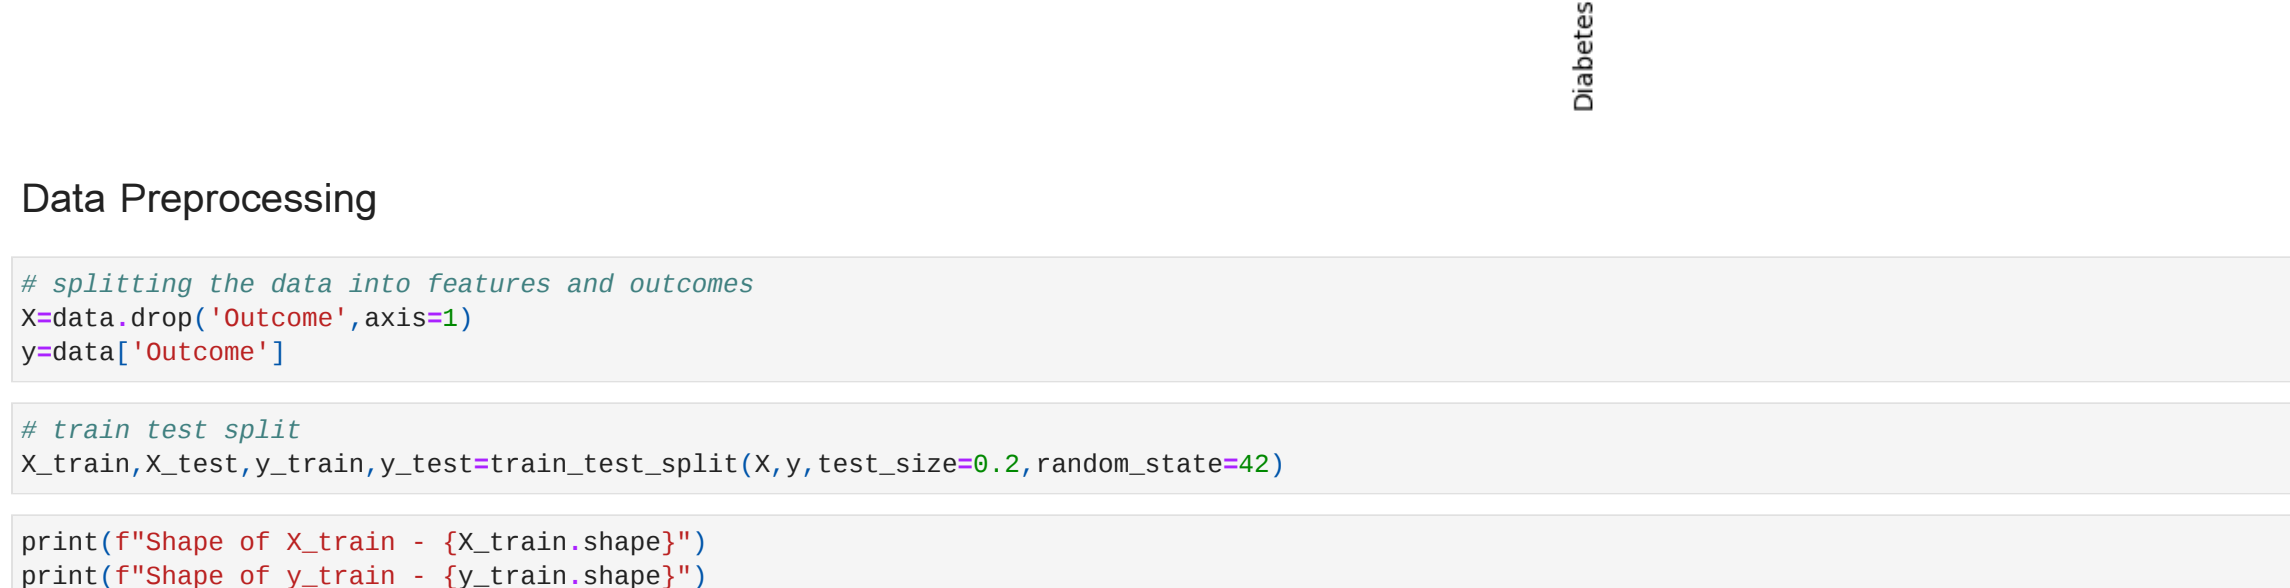 Diabetes
Data Preprocessing
# splitting the data into features and outcomes
X=data.drop('Outcome',axis=1)
y=data['Outcome']
# train test split
X_train,X_test,y_train,y_test=train_test_split(X,y,test_size=0.2,random_state=42)
print(f"Shape of X_train - {X_train.shape}")
print(f"Shape of y_train - {y_train.shape}")